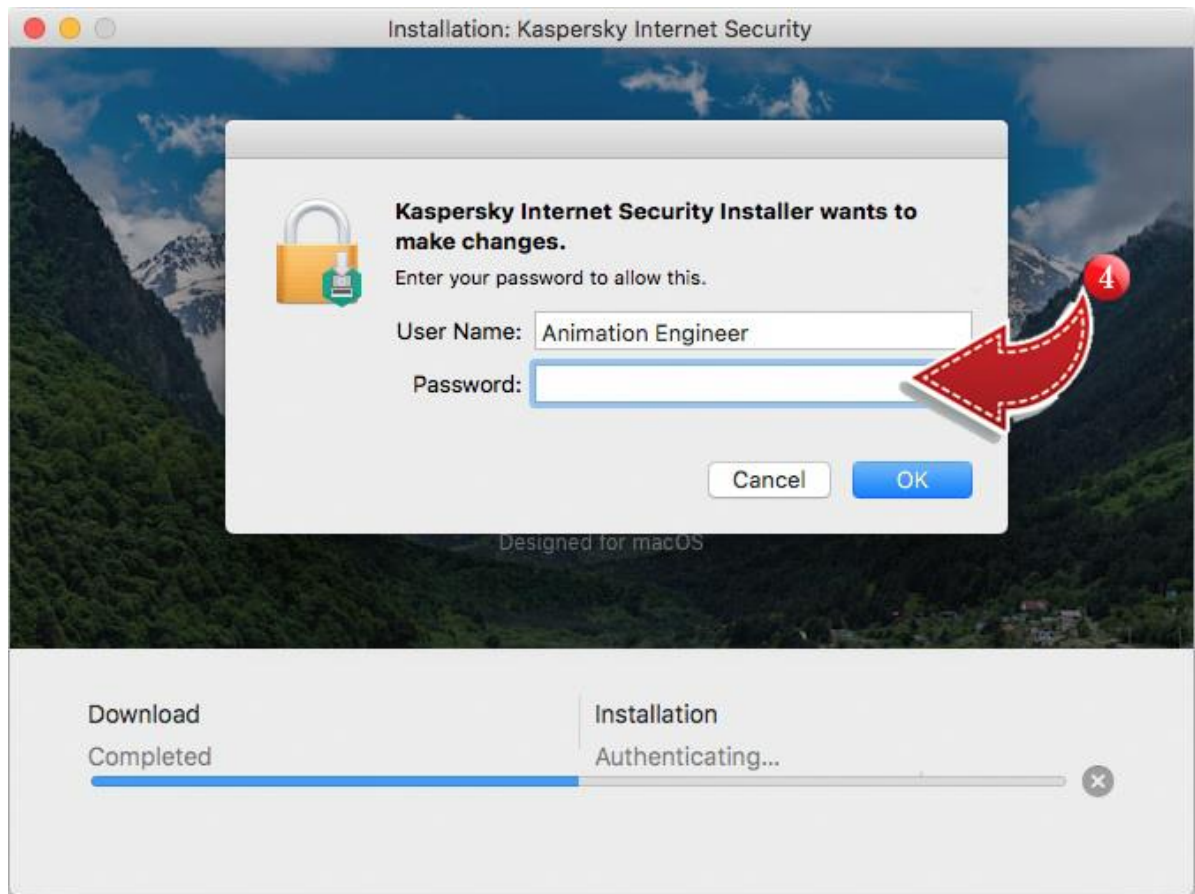 Installation: Kaspersky Internet Security
Kaspersky Internet Security Installer wants to
make changes.
Enter your password to allow this.
4
User Name: Animation Engineer
Password:
Cancel OK
Designed for macOS
Download Installation
Completed Authenticating...